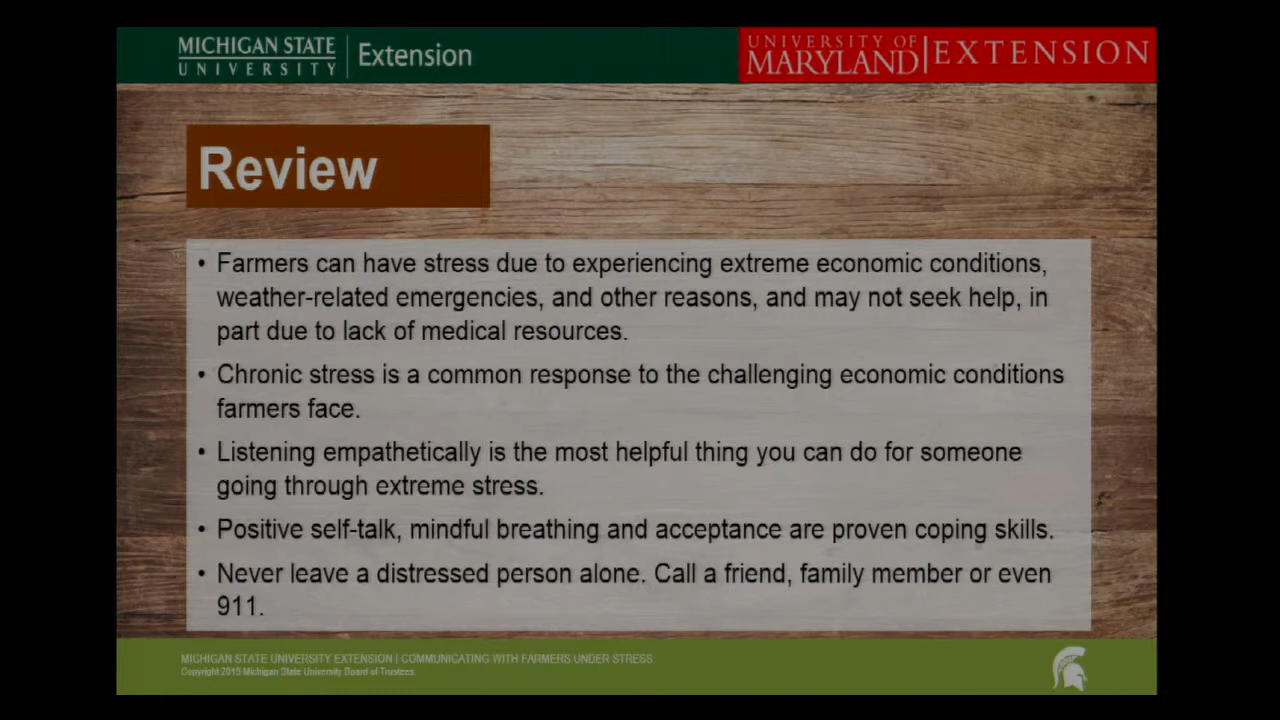 MICHIGAN STATE
UNIVERSITY
Extension
UNIVERSITY OF
MARYLAND
EXTENSION
Review
• Farmers can have stress due to experiencing extreme economic conditions,
weather-related emergencies, and other reasons, and may not seek help, in
part due to lack of medical resources.
• Chronic stress is a common response to the challenging economic conditions
farmers face.
• Listening empathetically is the most helpful thing you can do for someone
going through extreme stress.
• Positive self-talk, mindful breathing and acceptance are proven coping skills.
• Never leave a distressed person alone. Call a friend, family member or even
911.
MICHIGAN STATE UNIVERSITY EXTENSION | COMMUNICATING WITH FARMERS UNDER STRESS
Copyright 2015 Michigan State University Board of Trustees.